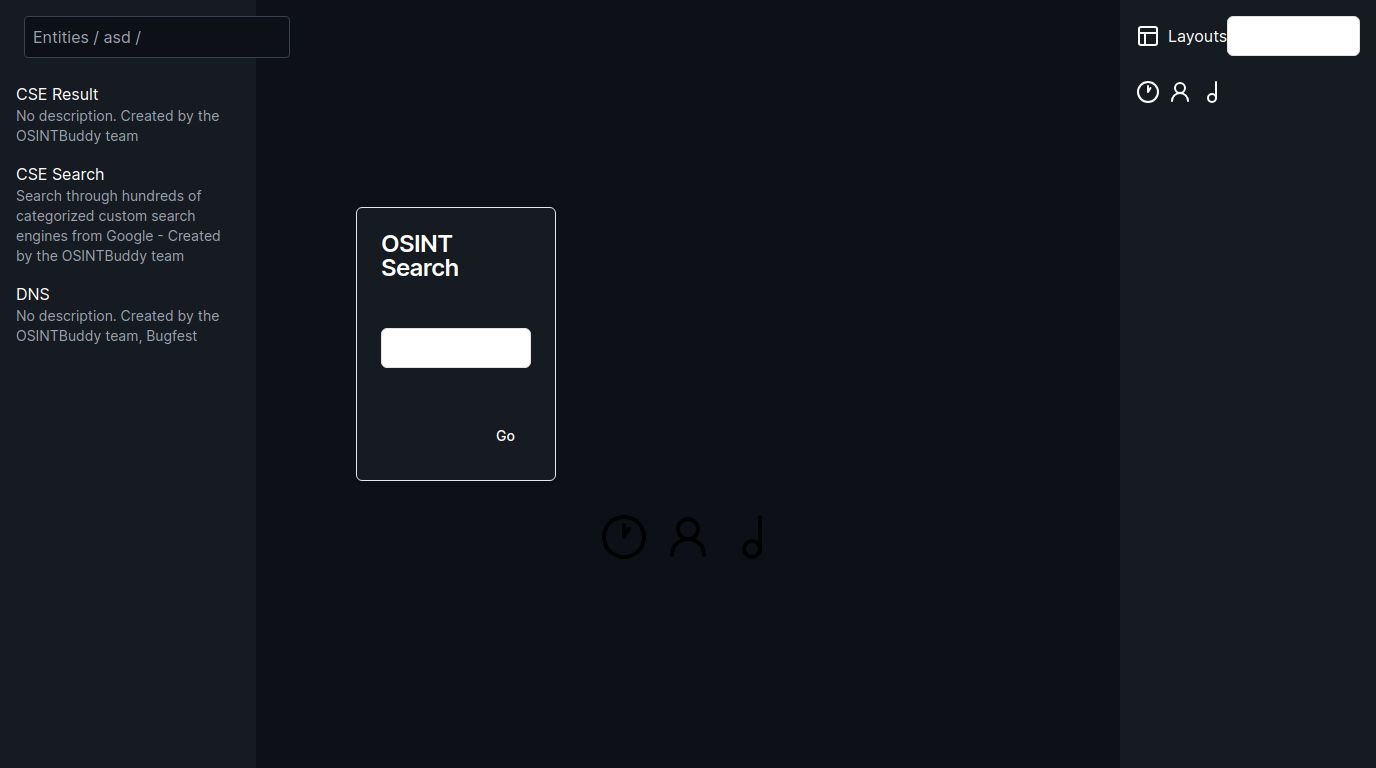 Entities / asd /
Layouts
CSE Result
No description. Created by the
OSINTBuddy team
CSE Search
Search through hundreds of
categorized custom search
engines from Google - Created
by the OSINTBuddy team
DNS
No description. Created by the
OSINTBuddy team, Bugfest
OSINT
Search
Go